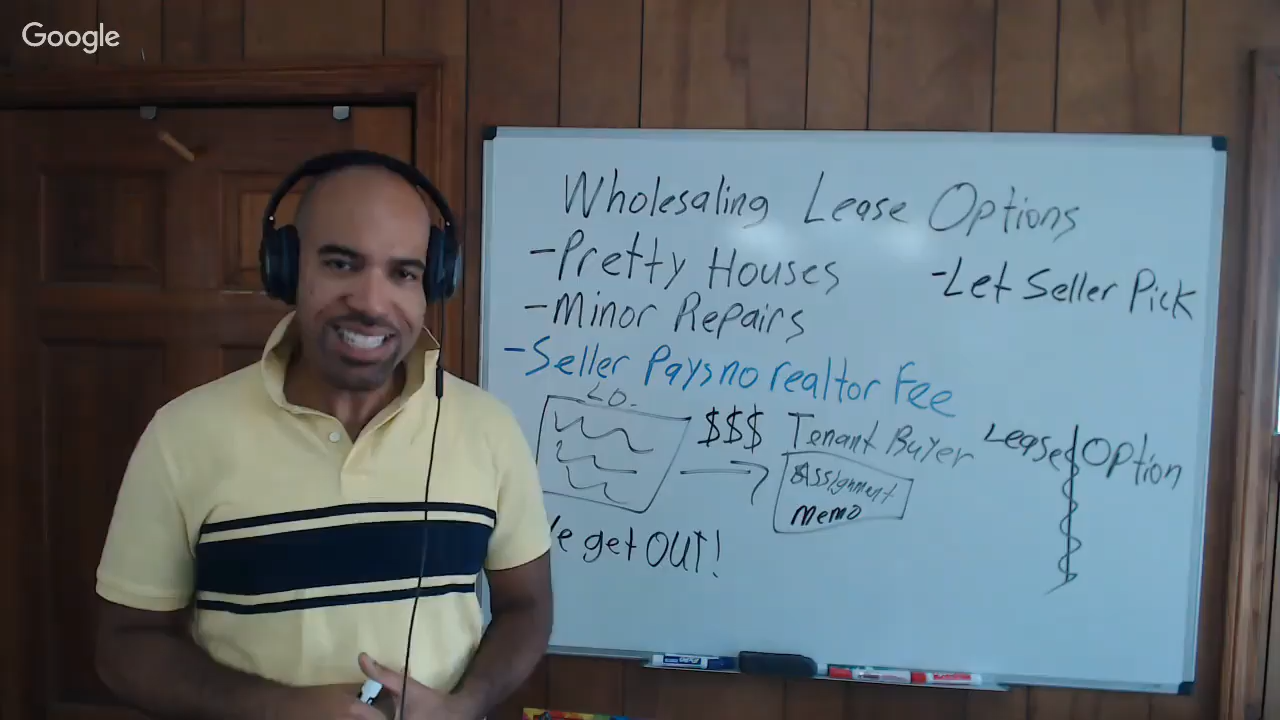 Google
Wholesaling Lease Options
-Pretty Houses
-Let Seller Pick
-Minor Repairs
-Seller Pays no realtor Fee
L.O.
$$$ Tenant Buyer
Lease Option
Assignment
Memo
get OUT!
EXPO